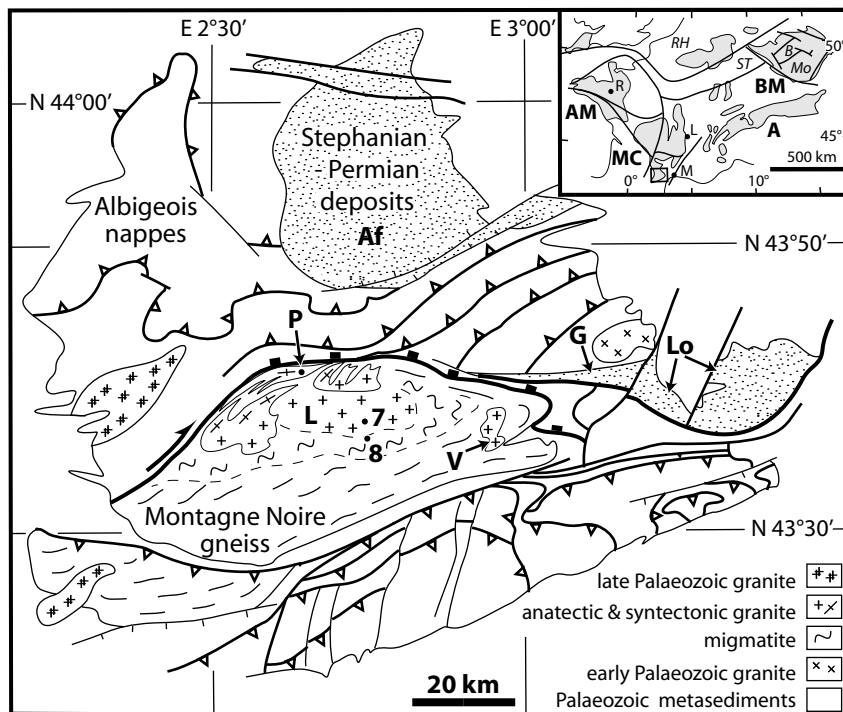 E 2°30′
E 3°00′
N 44°00′
RH
ST
B
Mo
BM
50°
R
AM
MC
L
A
45°
M
500 km
0°
10°
Stephanian
- Permian
deposits
Af
Albigeois
nappes
N 43°50′
P
G
Lo
L
7
8
V
Montagne Noire
gneiss
N 43°30′
late Palaeozoic granite
anatectic & syntectonic granite
migmatite
early Palaeozoic granite
Palaeozoic metasediments
20 km